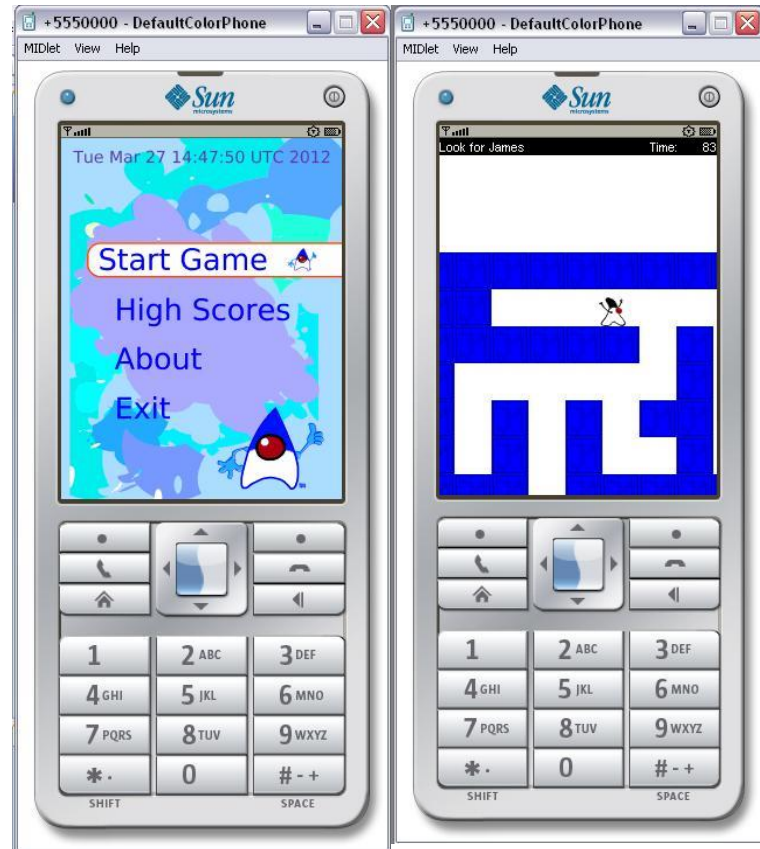 +5550000 - DefaultColorPhone
MIDlet View Help
Sun
microsystems
Tue Mar 27 14:47:50 UTC 2012
Start Game
High Scores
About
Exit
TM
1 2 ABC 3 DEF
4 GHI 5 JKL 6 MNO
7 PQRS 8 TUV 9 WXYZ
* . 0 # - +
SHIFT SPACE
+5550000 - DefaultColorPhone
MIDlet View Help
Sun
microsystems
Look for James Time: 83
1 2 ABC 3 DEF
4 GHI 5 JKL 6 MNO
7 PQRS 8 TUV 9 WXYZ
* . 0 # - +
SHIFT SPACE